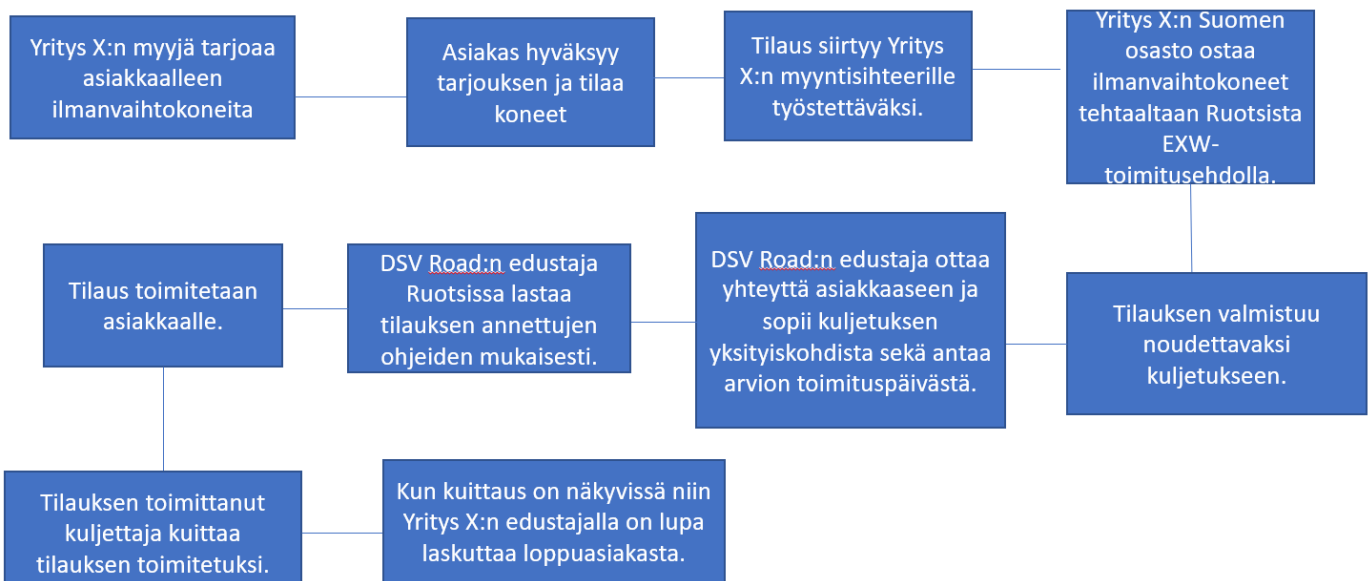 Yritys X:n myyjä tarjoaa
asiakkaalleen
ilmanvaihtokoneita
Asiakas hyväksyy
tarjouksen ja tilaa
koneet
Tilaus siirtyy Yritys
X:n myyntisihteerille
työstettäväksi.
Yritys X:n Suomen
osasto ostaa
ilmanvaihtokoneet
tehtaaltaan Ruotsista
EXW-
toimitusehdolla.
Tilauksen valmistuu
noudettavaksi
kuljetukseen.
DSV Road:n edustaja ottaa
yhteyttä asiakkaaseen ja
sopii kuljetuksen
yksityiskohdista sekä antaa
arvion toimituspäivästä.
DSV Road:n edustaja
Ruotsissa lastaa
tilauksen annettujen
ohjeiden mukaisesti.
Tilaus toimitetaan
asiakkaalle.
Tilauksen toimittanut
kuljettaja kuittaa
tilauksen toimitetuksi.
Kun kuittaus on näkyvissä niin
Yritys X:n edustajalla on lupa
laskuttaa loppuasiakasta.